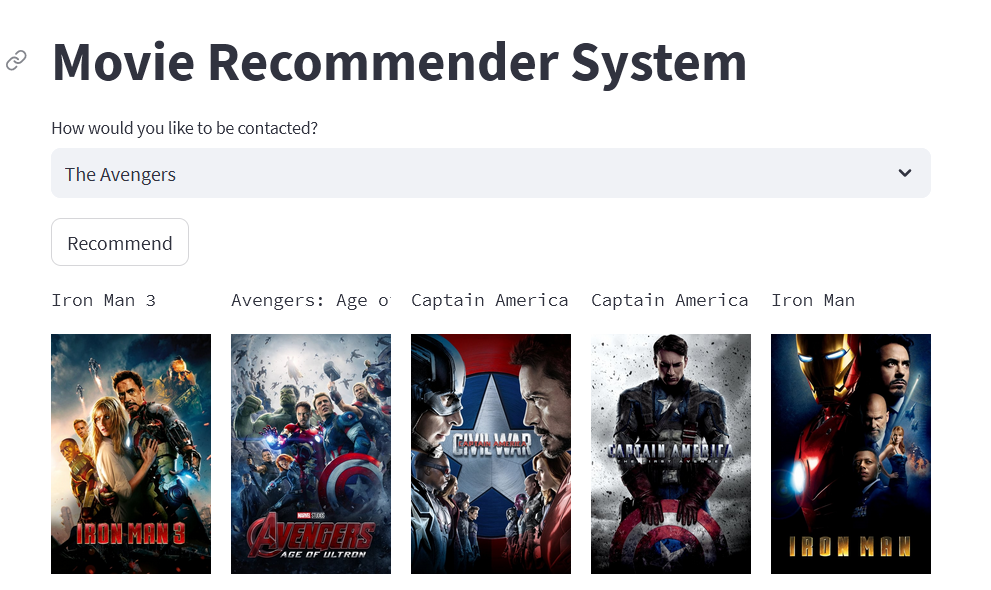 Movie Recommender System
How would you like to be contacted?
The Avengers
Recommend
Iron Man 3
Avengers: Age o
Captain America
Captain America
Iron Man
IRON MAN 3
MARVEL STUDIOS
AVENGERS
AGE OF ULTRON
CAPTAIN AMERICA
CIVIL WAR
CAPTAIN AMERICA
IRON MAN